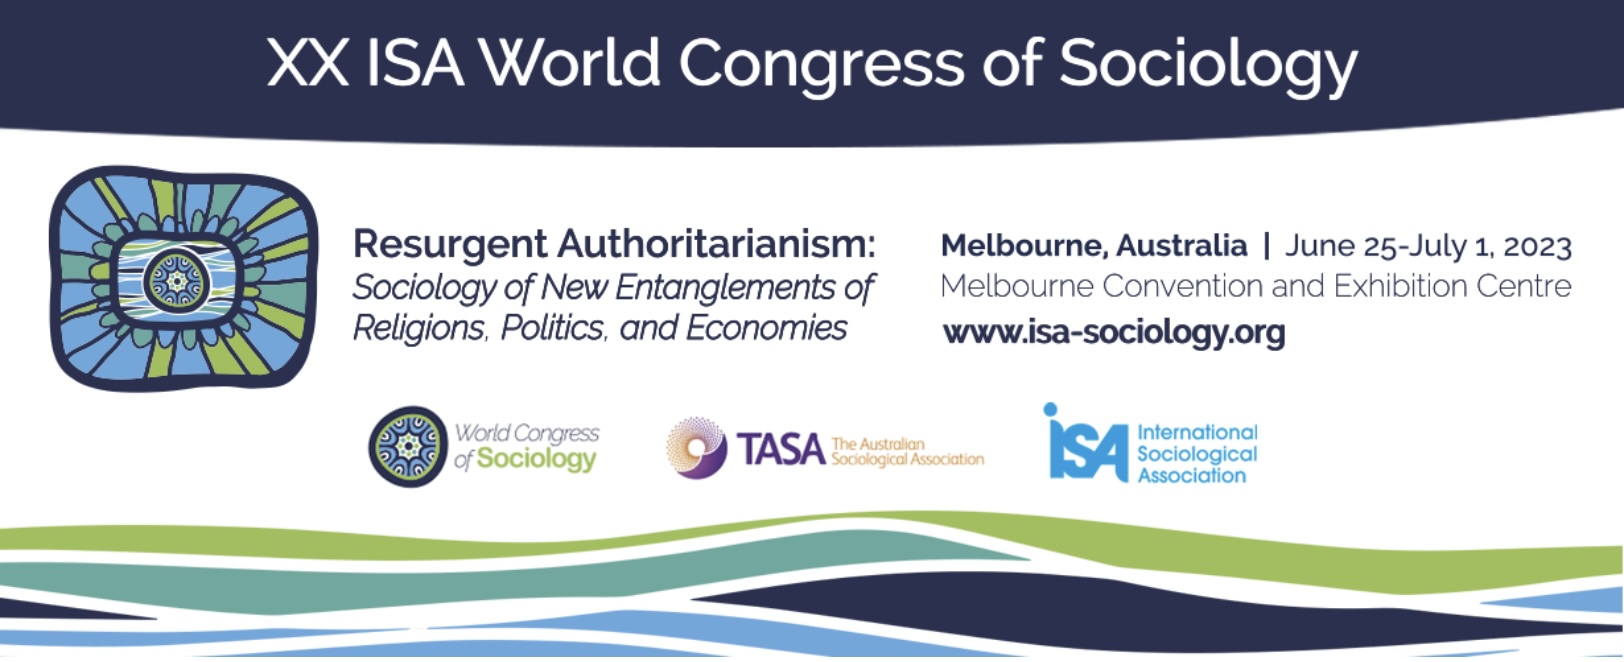 XX ISA World Congress of Sociology
Resurgent Authoritarianism:
Sociology of New Entanglements of
Religions, Politics, and Economies
Melbourne, Australia | June 25-July 1, 2023
Melbourne Convention and Exhibition Centre
www.isa-sociology.org
World Congress
of Sociology
TASA
The Australian
Sociological Association
isa
International
Sociological
Association